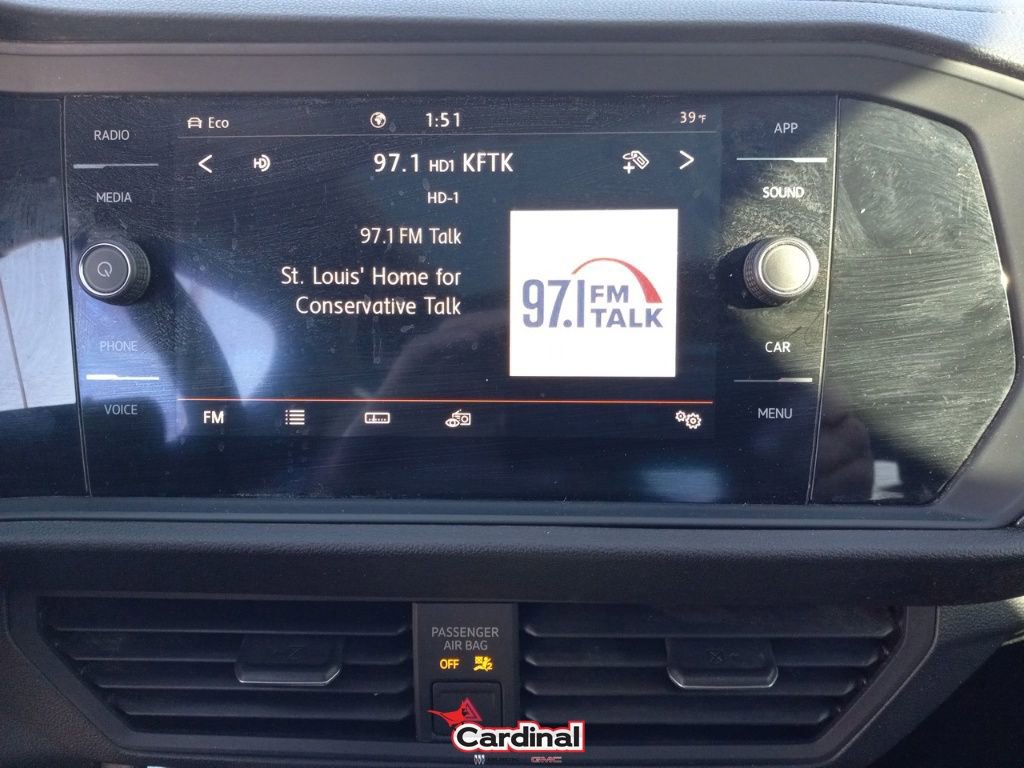 RADIO
MEDIA
PHONE
VOICE
Eco
1:51
39 °F
97.1 HD1 KFTK
HD-1
97.1 FM Talk
St. Louis' Home for
Conservative Talk
97.1 FM
TALK
FM
APP
SOUND
CAR
MENU
PASSENGER
AIR BAG
OFF
Cardinal
BUICK GMC